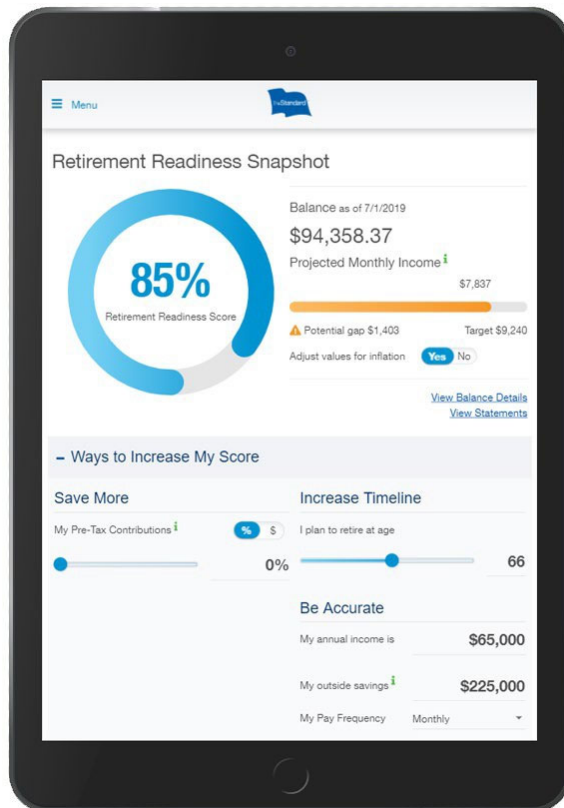 Menu
TheStandard
Retirement Readiness Snapshot
85%
Retirement Readiness Score
Balance as of 7/1/2019
$94,358.37
Projected Monthly Income i
$7,837
Potential gap $1,403
Target $9,240
Adjust values for inflation Yes No
View Balance Details
View Statements
– Ways to Increase My Score
Save More
My Pre-Tax Contributions i % $
0%
Increase Timeline
I plan to retire at age
66
Be Accurate
My annual income is $65,000
My outside savings i $225,000
My Pay Frequency Monthly